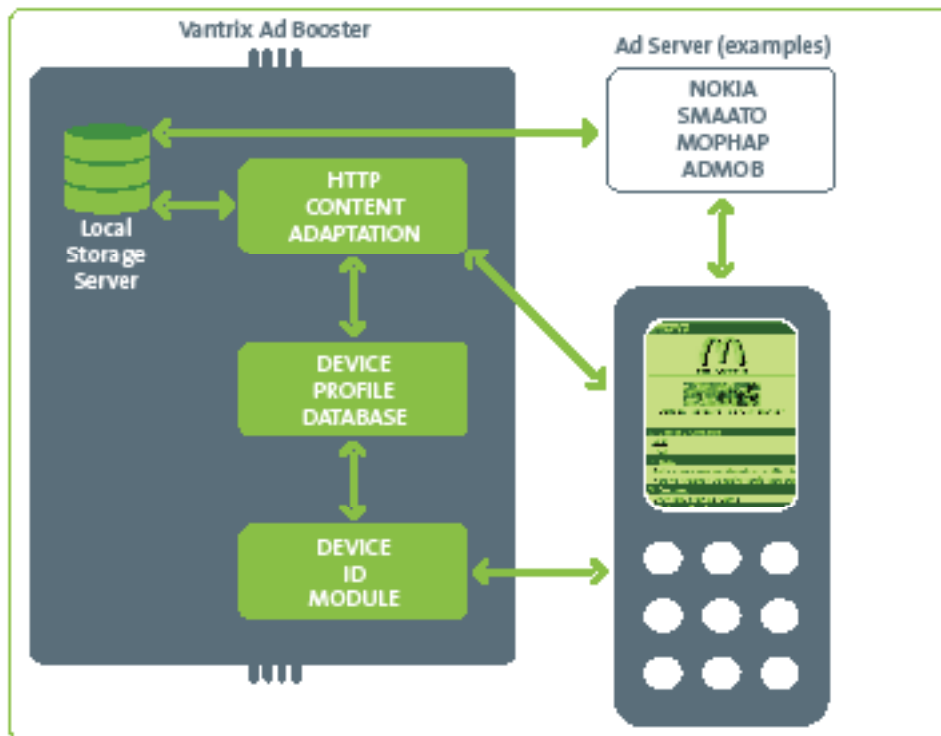 Vantrix Ad Booster
Ad Server (examples)
NOKIA
SMAATO
MOPHAP
ADMOB
HTTP
CONTENT
ADAPTATION
Local
Storage
Server
DEVICE
PROFILE
DATABASE
DEVICE
ID
MODULE